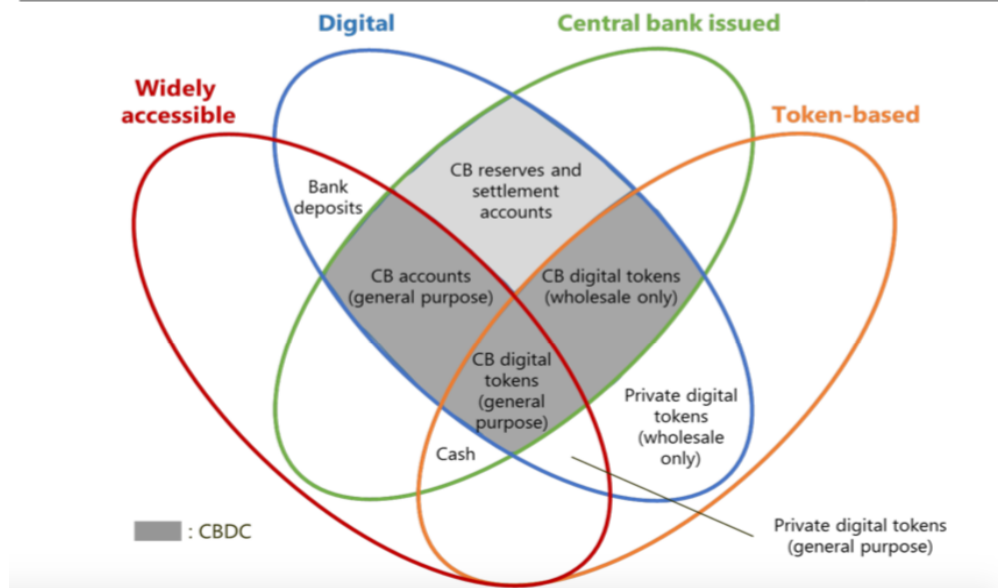 Digital
Central bank issued
Widely
accessible
Token-based
Bank
deposits
CB reserves and
settlement
accounts
CB accounts
(general purpose)
CB digital tokens
(wholesale only)
CB digital
tokens
(general
purpose)
Private digital
tokens
(wholesale
only)
Cash
: CBDC
Private digital tokens
(general purpose)